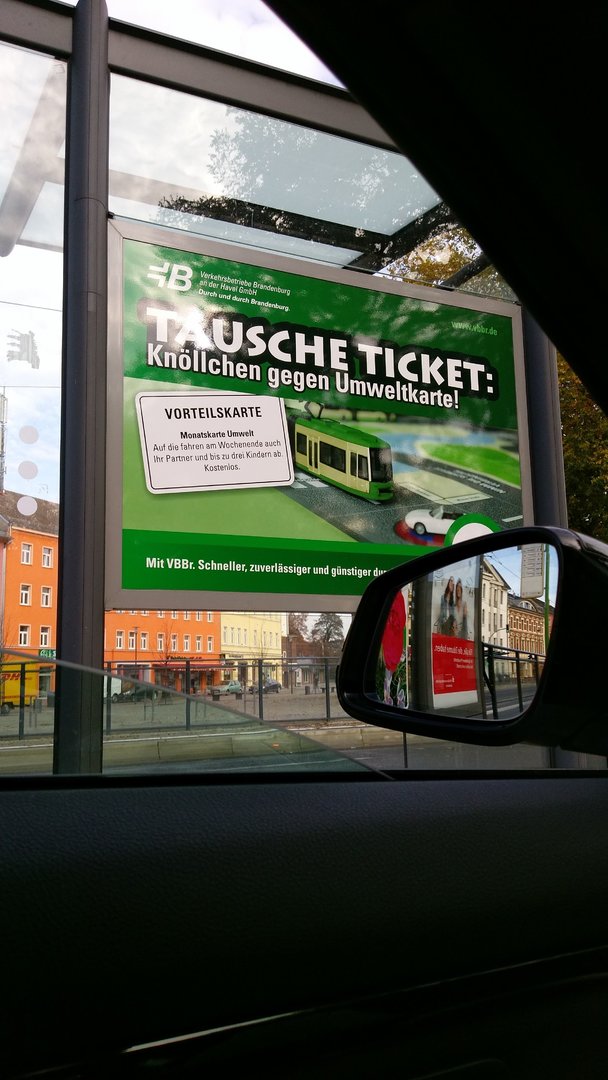 B
Verkehrsbetriebe Brandenburg
an der Havel GmbH
Durch und durch Brandenburg.
www.vbbr.de
TAUSCHE TICKET:
Knöllchen gegen Umweltkarte!
VORTEILSKARTE
Monatskarte Umwelt
Auf die fahren am Wochenende auch
Ihr Partner und bis zu drei Kindern ab.
Kostenlos.
Mit VBBr. Schneller, zuverlässiger und günstiger